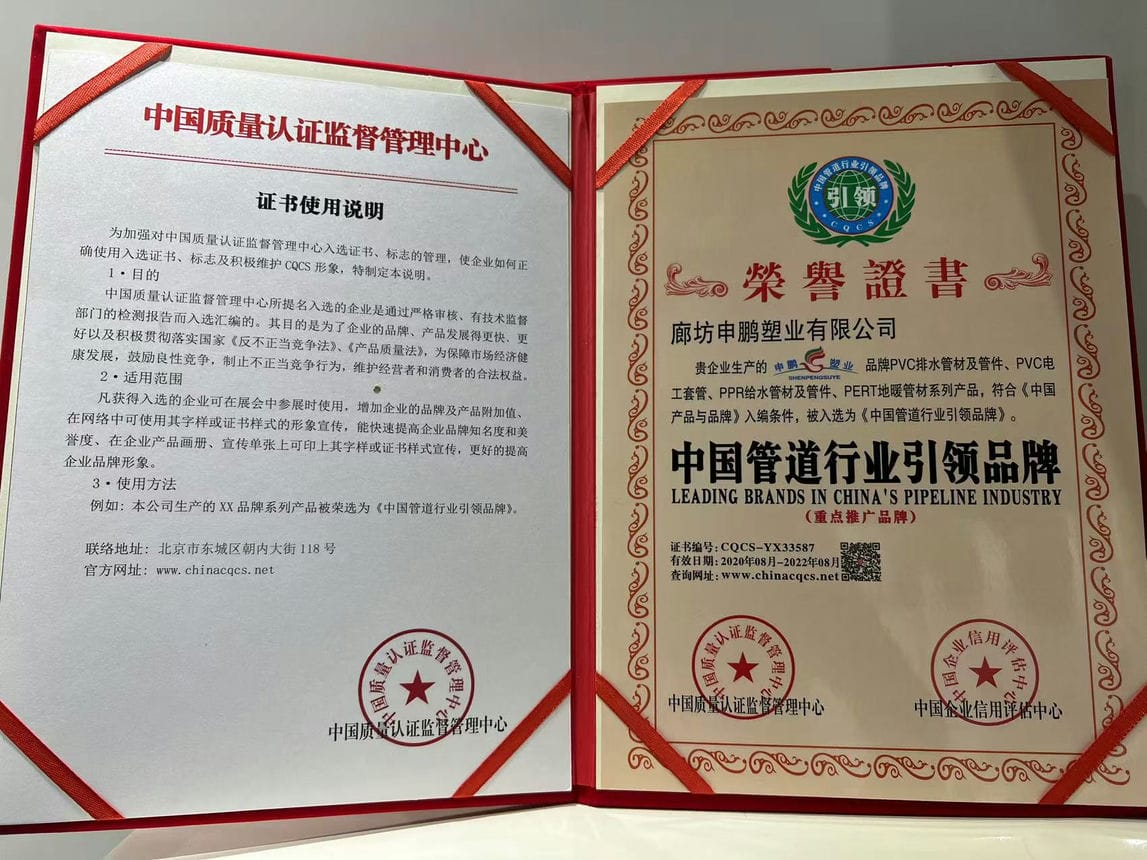 中国质量认证监督管理中心
证书使用说明
为加强对中国质量认证监督管理中心入选证书、标志的管理，使企业如何正
确使用入选证书、标志及积极维护 CQCS 形象，特制定本说明。
1·目的
中国质量认证监督管理中心所提名入选的企业是通过严格审核、有技术监督
部门的检测报告而入选汇编的。其目的是为了企业的品牌、产品发展得更快、更
好以及积极贯彻落实国家《反不正当竞争法》、《产品质量法》，为保障市场经济健
康发展，鼓励良性竞争，制止不正当竞争行为，维护经营者和消费者的合法权益。
2·适用范围
凡获得入选的企业可在展会中参展时使用，增加企业的品牌及产品附加值、
在网络中可使用其字样或证书样式的形象宣传，能快速提高企业品牌知名度和美
誉度、在企业产品画册、宣传单张上可印上其字样或证书样式宣传，更好的提高
企业品牌形象。
3·使用方法
例如：本公司生产的 XX 品牌系列产品被荣选为《中国管道行业引领品牌》。
联络地址：北京市东城区朝内大街 118 号
官方网址：www.chinacqcs.net
中国质量认证监督管理中心
中国质量认证监督管理中心
中国管道行业引领品牌
引领
CQCS
榮譽證書
廊坊申鹏塑业有限公司
贵企业生产的 申鹏 塑业 品牌PVC排水管材及管件、PVC电
SHENPENGSUYE
工套管、PPR给水管材及管件、PERT地暖管材系列产品，符合《中国
产品与品牌》入编条件，被入选为《中国管道行业引领品牌》。
中国管道行业引领品牌
LEADING BRANDS IN CHINA'S PIPELINE INDUSTRY
（重点推广品牌）
证书编号：CQCS-YX33587
有效日期：2020年08月-2022年08月
查询网址：www.chinacqcs.net
中国质量认证监督管理中心
中国质量认证监督管理中心
中国企业信用评估中心
中国企业信用评估中心